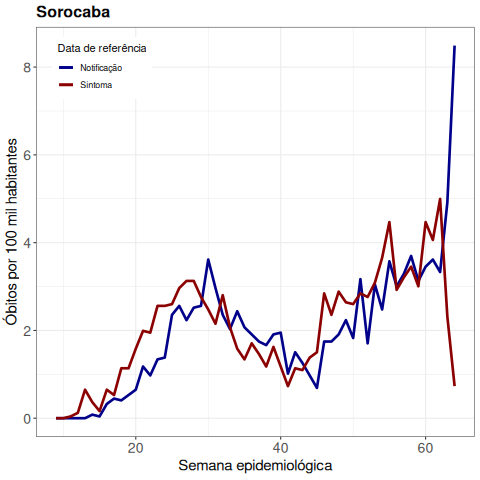 Sorocaba
Data de referência
Notificação
Sintoma
Óbitos por 100 mil habitantes
8
6
4
2
0
20
40
60
Semana epidemiológica